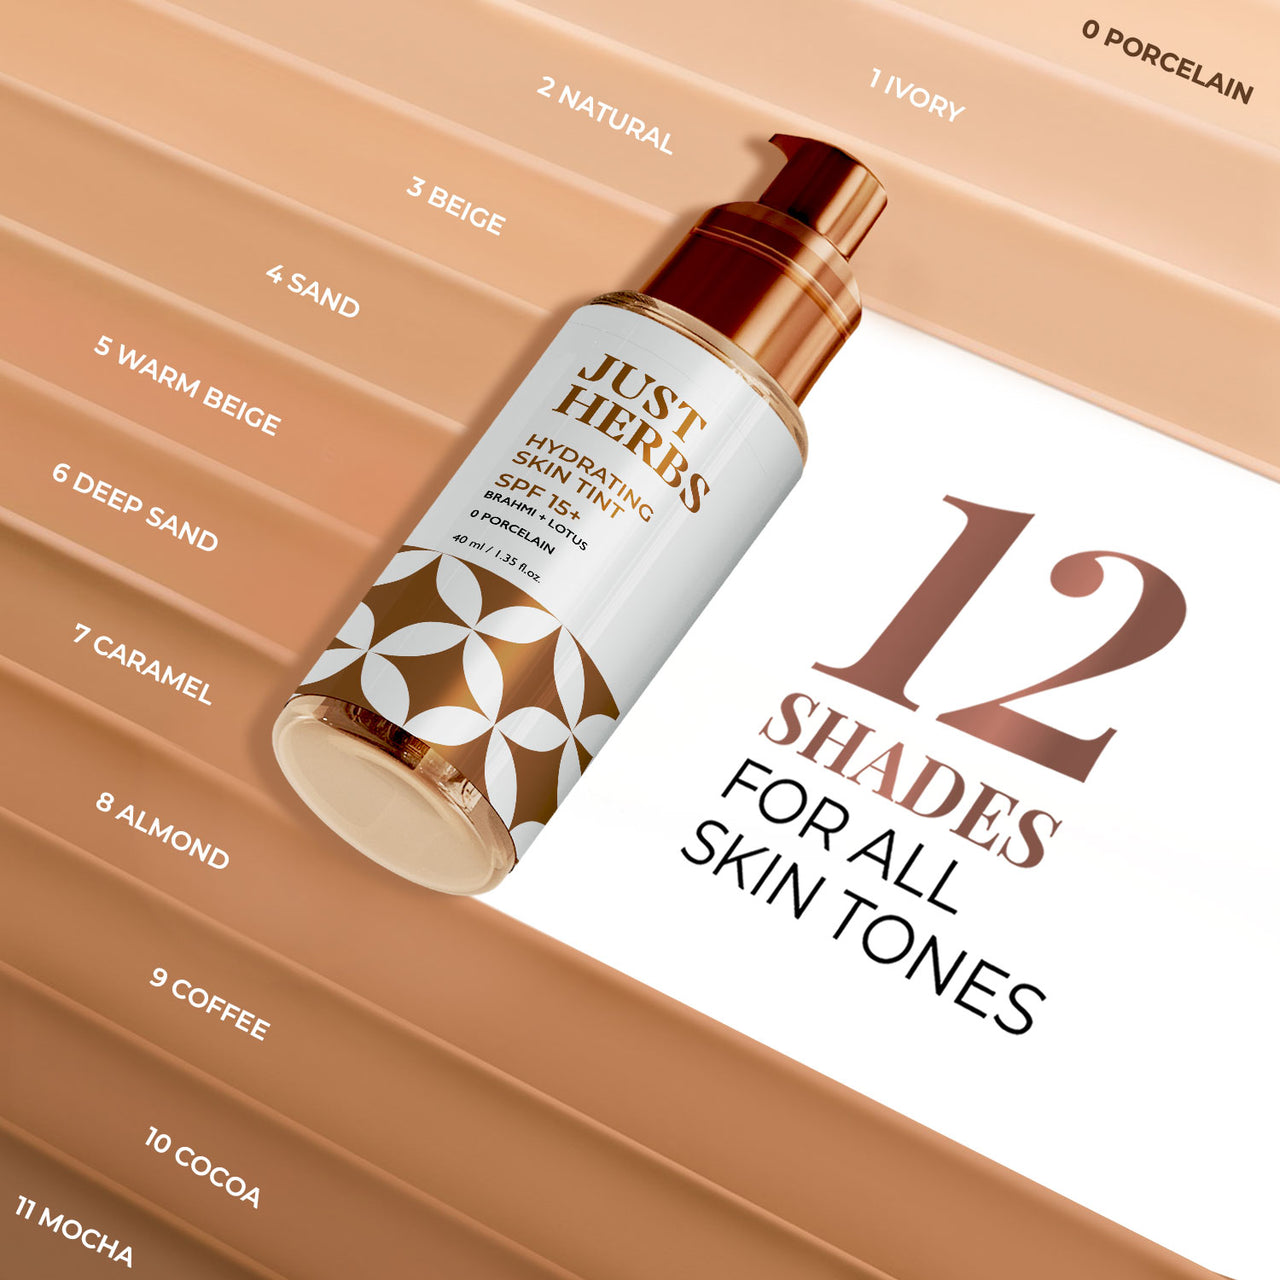 0 PORCELAIN
1 IVORY
2 NATURAL
3 BEIGE
4 SAND
5 WARM BEIGE
6 DEEP SAND
7 CARAMEL
8 ALMOND
9 COFFEE
10 COCOA
11 MOCHA
JUST
HERBS
HYDRATING
SKIN TINT
SPF 15+
BRAHMI + LOTUS
0 PORCELAIN
40 ml / 1.35 fl.oz.
12
SHADES
FOR ALL
SKIN TONES